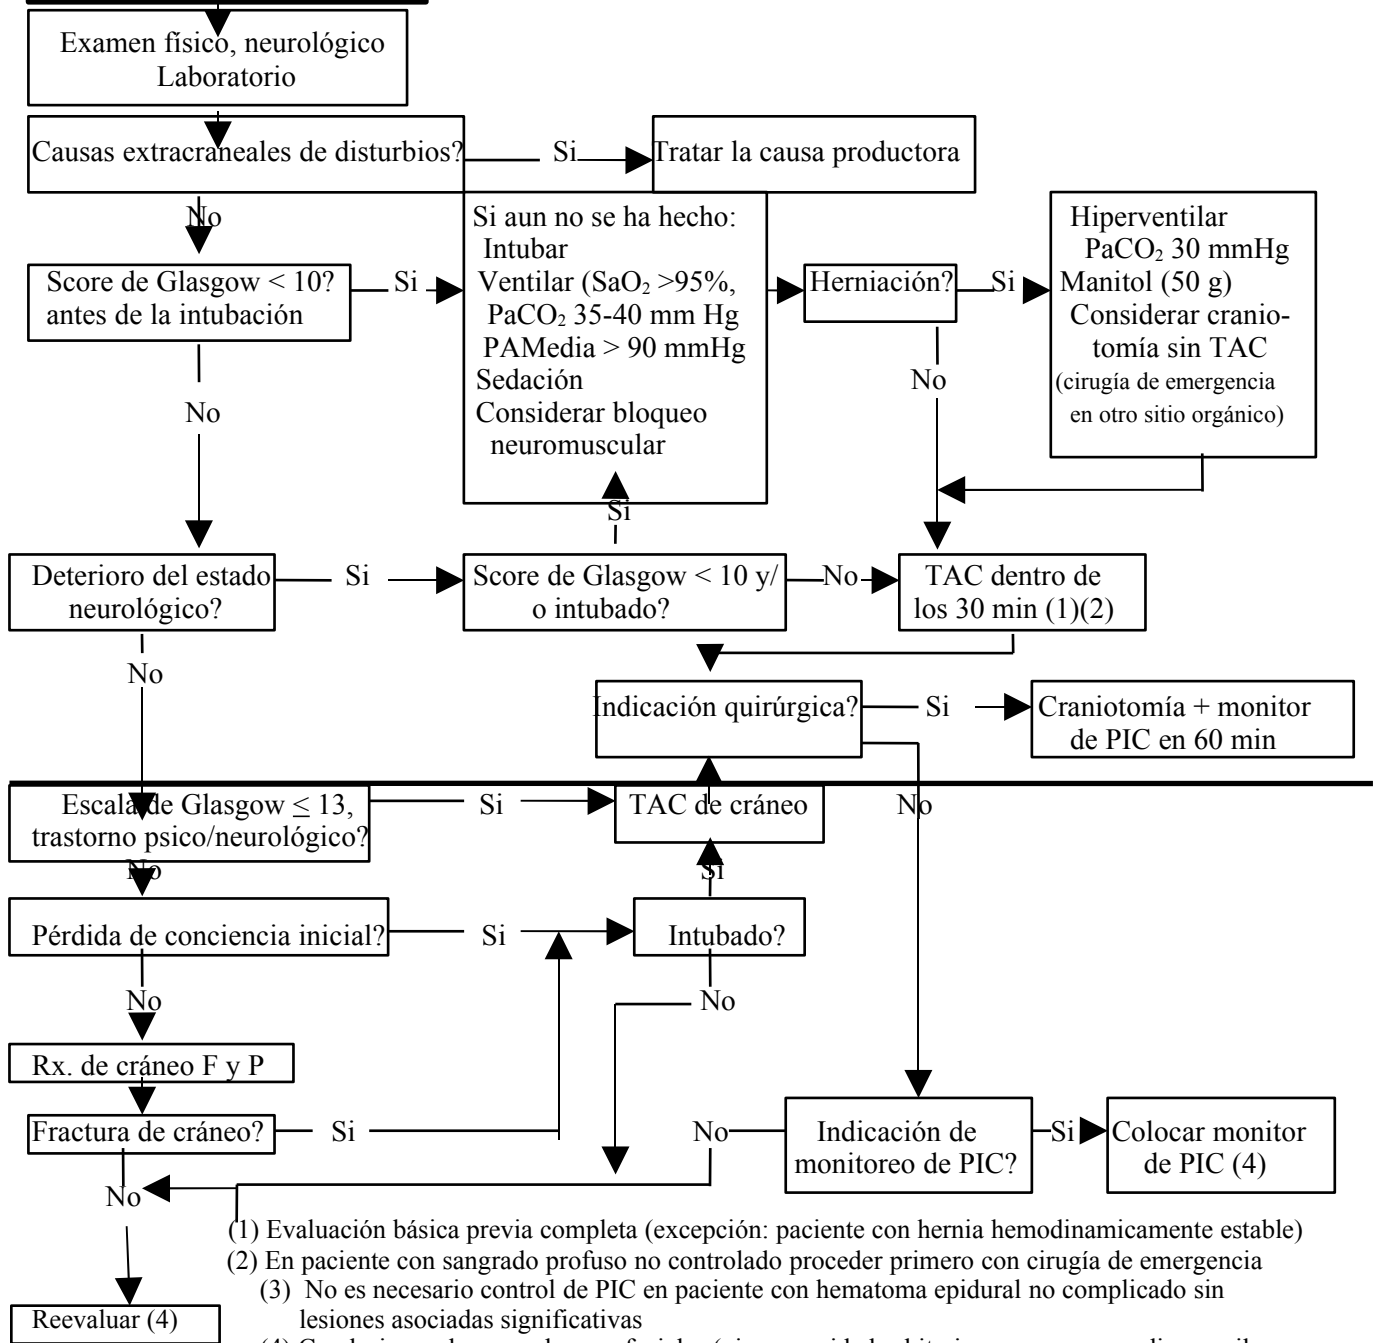 Examen físico, neurológico
Laboratorio
Causas extracraneales de disturbios?
Si
Tratar la causa productora
No
Score de Glasgow < 10?
antes de la intubación
Si
Si aun no se ha hecho:
Intubar
Ventilar (SaO₂ >95%,
PaCO₂ 35-40 mm Hg
PAMedia > 90 mmHg
Sedación
Considerar bloqueo
neuromuscular
Herniación?
Si
Hiperventilar
PaCO₂ 30 mmHg
Manitol (50 g)
Considerar cranio-
tomía sin TAC
(cirugía de emergencia
en otro sitio orgánico)
No
No
Si
Deterioro del estado
neurológico?
Si
Score de Glasgow < 10 y/
o intubado?
No
TAC dentro de
los 30 min (1)(2)
No
Indicación quirúrgica?
Si
Craniotomía + monitor
de PIC en 60 min
Escala de Glasgow ≤ 13,
trastorno psico/neurológico?
Si
TAC de cráneo
No
No
Si
Pérdida de conciencia inicial?
Si
Intubado?
No
No
Rx. de cráneo F y P
Fractura de cráneo?
Si
No
Indicación de
monitoreo de PIC?
Si
Colocar monitor
de PIC (4)
No
(1) Evaluación básica previa completa (excepción: paciente con hernia hemodinamicamente estable)
(2) En paciente con sangrado profuso no controlado proceder primero con cirugía de emergencia
(3) No es necesario control de PIC en paciente con hematoma epidural no complicado sin
lesiones asociadas significativas
Reevaluar (4)